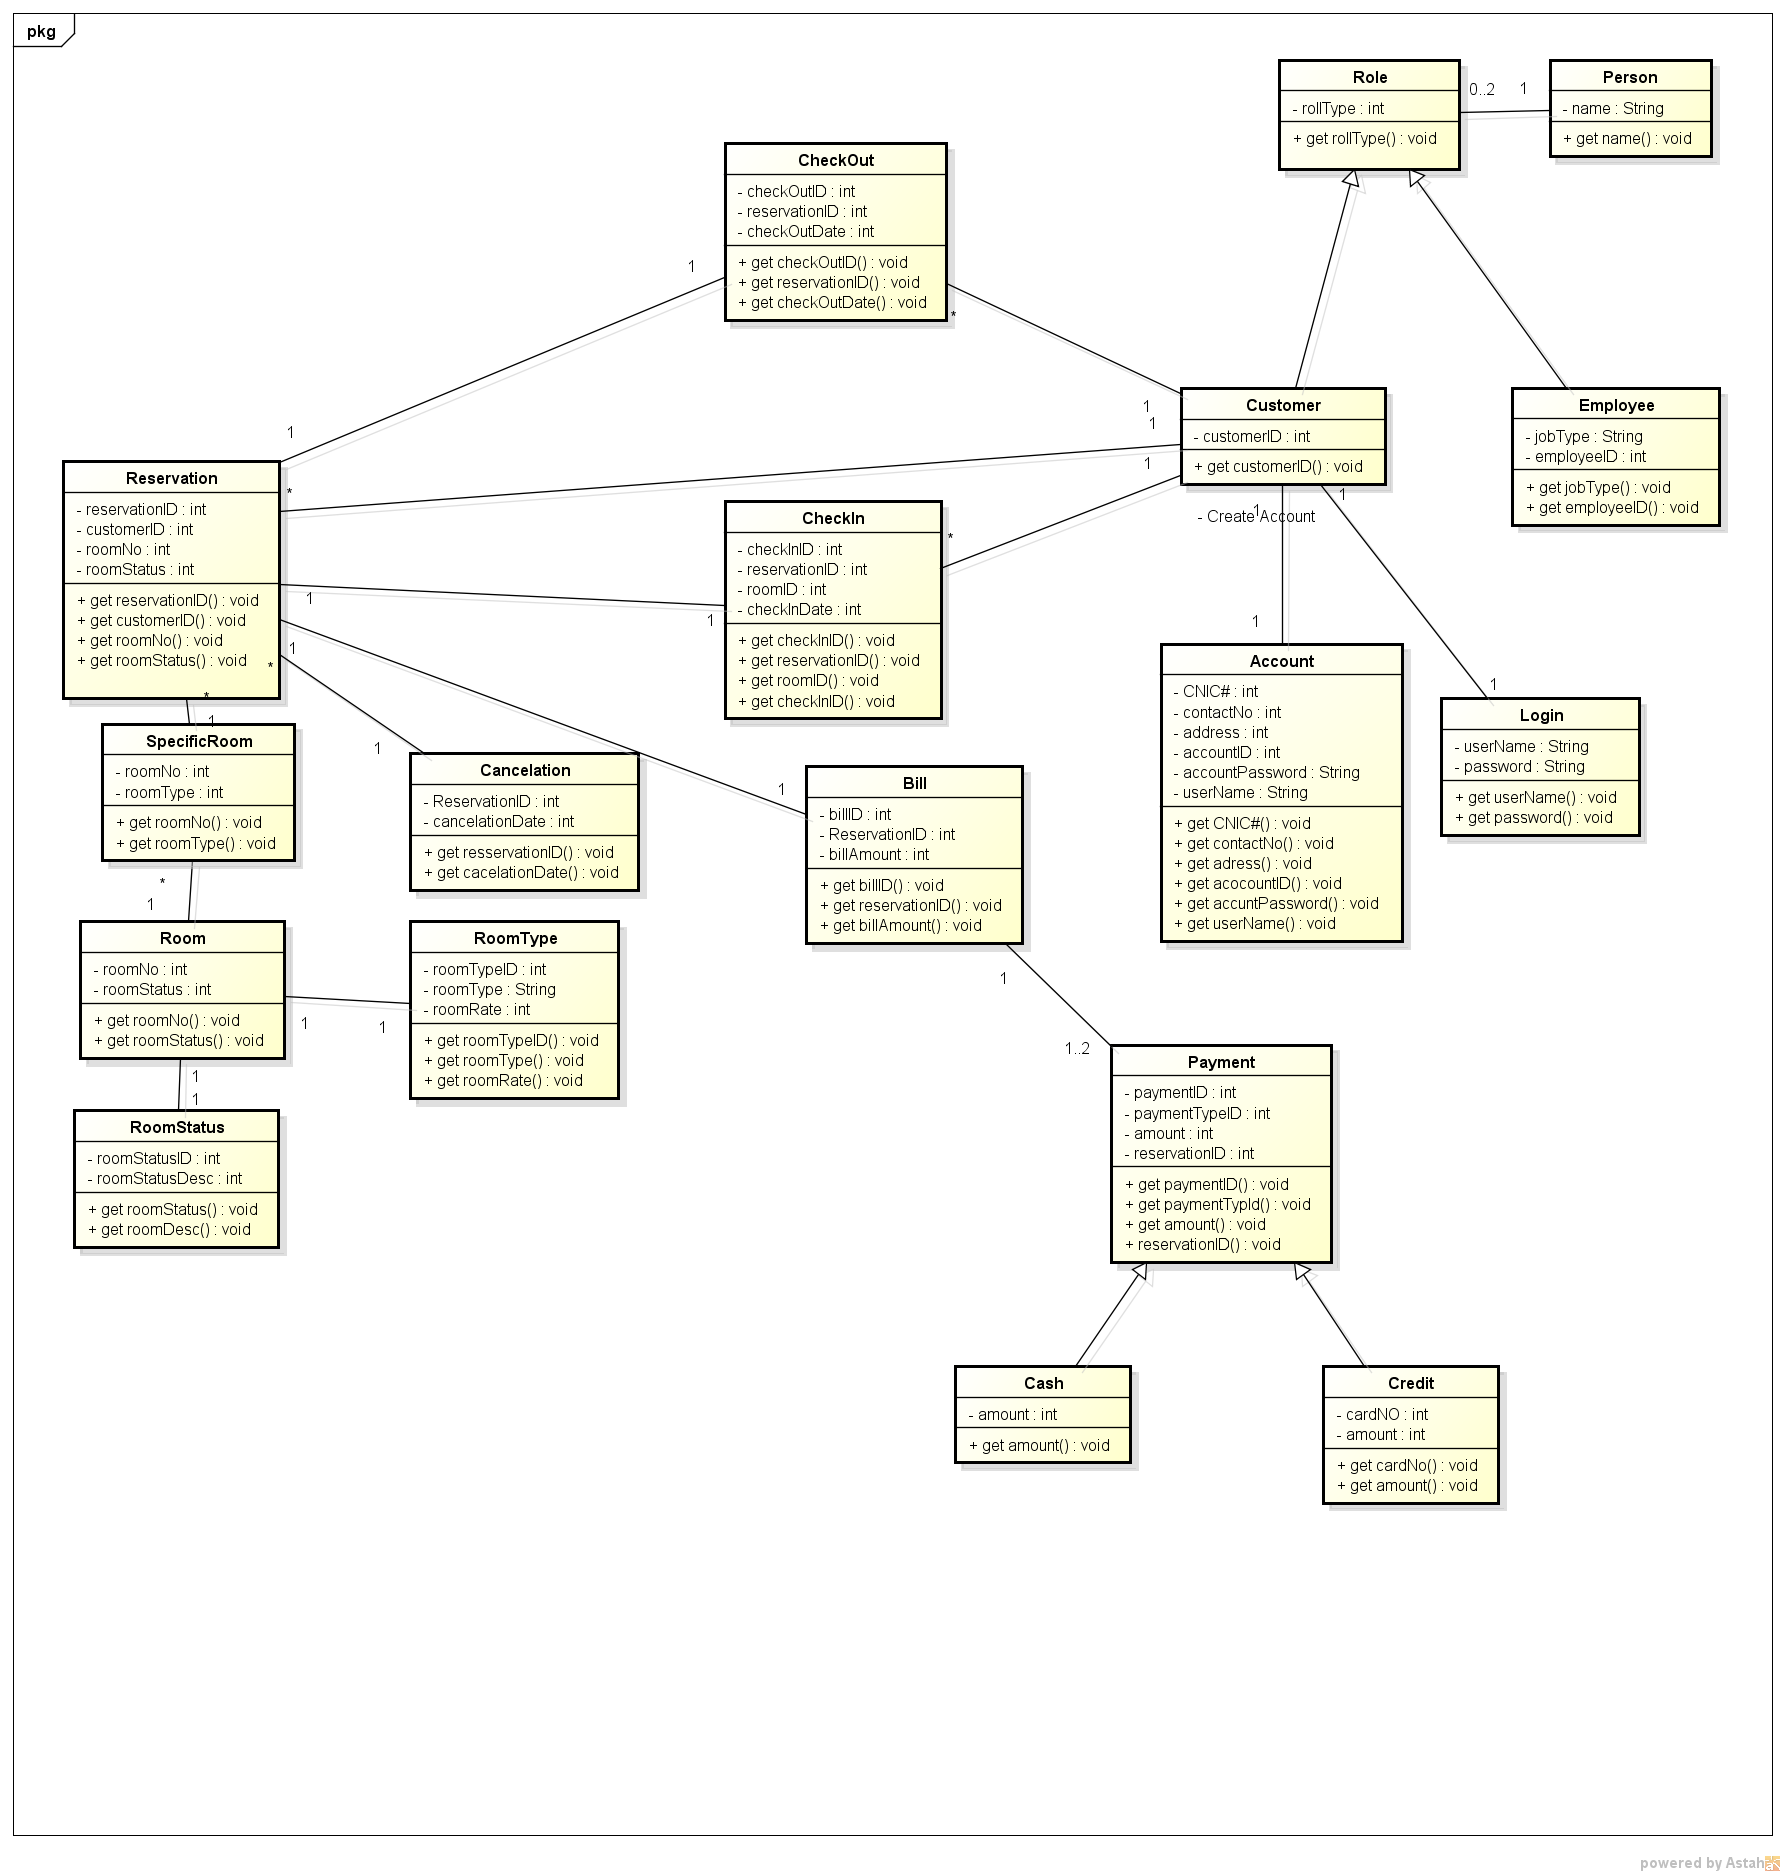 pkg
Role
- rollType : int
+ get rollType() : void
0..2
1
Person
- name : String
+ get name() : void
CheckOut
- checkOutID : int
- reservationID : int
- checkOutDate : int
+ get checkOutID() : void
+ get reservationID() : void
+ get checkOutDate() : void
1
*
1
1
1
1
*
Customer
- customerID : int
+ get customerID() : void
Employee
- jobType : String
- employeeID : int
+ get jobType() : void
+ get employeeID() : void
Reservation
- reservationID : int
- customerID : int
- roomNo : int
- roomStatus : int
+ get reservationID() : void
+ get customerID() : void
+ get roomNo() : void
+ get roomStatus() : void
CheckIn
- checkInID : int
- reservationID : int
- roomID : int
- checkInDate : int
+ get checkInID() : void
+ get reservationID() : void
+ get roomID() : void
+ get checkInID() : void
*
1
1
- Create Account
1
1
1
1
1
*
*
1
1
1
1
SpecificRoom
- roomNo : int
- roomType : int
+ get roomNo() : void
+ get roomType() : void
Cancelation
- ReservationID : int
- cancelationDate : int
+ get resservationID() : void
+ get cacelationDate() : void
Bill
- billID : int
- ReservationID : int
- billAmount : int
+ get billID() : void
+ get reservationID() : void
+ get billAmount() : void
Account
- CNIC# : int
- contactNo : int
- address : int
- accountID : int
- accountPassword : String
- userName : String
+ get CNIC#() : void
+ get contactNo() : void
+ get adress() : void
+ get acocountID() : void
+ get accuntPassword() : void
+ get userName() : void
Login
- userName : String
- password : String
+ get userName() : void
+ get password() : void
*
1
Room
- roomNo : int
- roomStatus : int
+ get roomNo() : void
+ get roomStatus() : void
1
1
RoomType
- roomTypeID : int
- roomType : String
- roomRate : int
+ get roomTypeID() : void
+ get roomType() : void
+ get roomRate() : void
1
1..2
1
1
RoomStatus
- roomStatusID : int
- roomStatusDesc : int
+ get roomStatus() : void
+ get roomDesc() : void
Payment
- paymentID : int
- paymentTypeID : int
- amount : int
- reservationID : int
+ get paymentID() : void
+ get paymentTypId() : void
+ get amount() : void
+ reservationID() : void
Cash
- amount : int
+ get amount() : void
Credit
- cardNO : int
- amount : int
+ get cardNo() : void
+ get amount() : void
powered by Astah